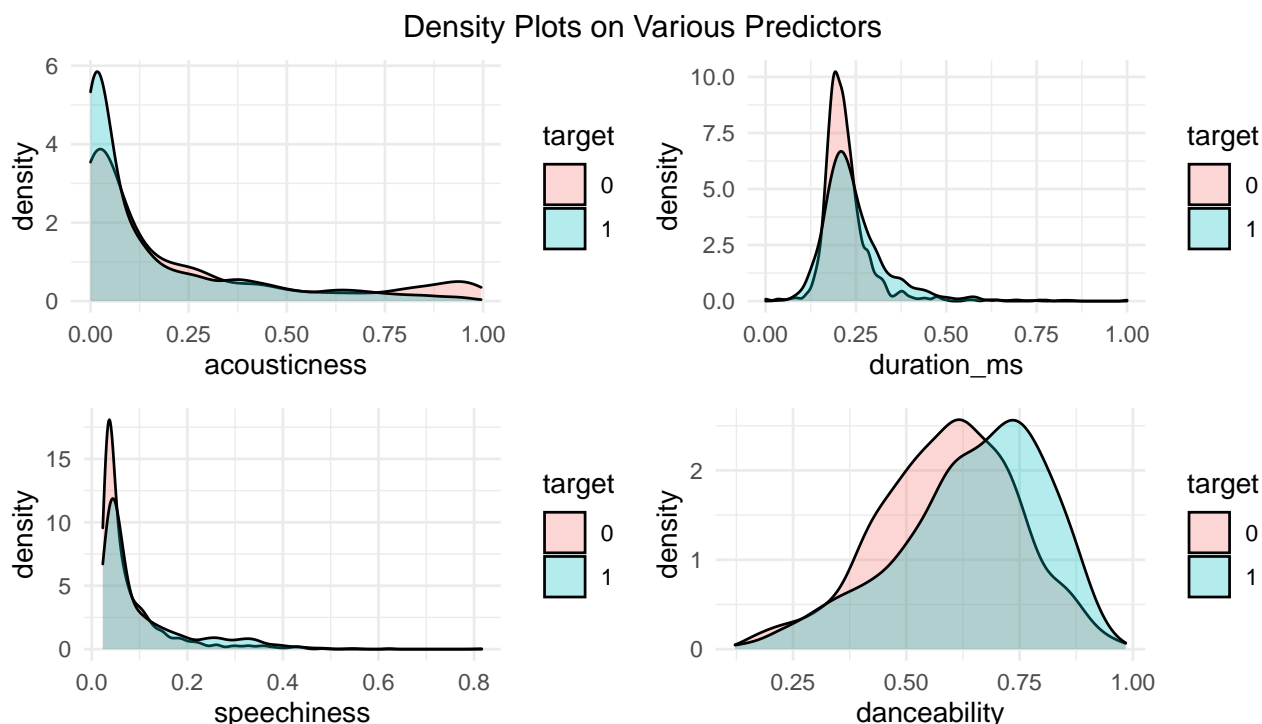 Density Plots on Various Predictors
6
4
2
0
density
0.00 0.25 0.50 0.75 1.00
acousticness
target
0
1
10.0
7.5
5.0
2.5
0.0
density
0.00 0.25 0.50 0.75 1.00
duration_ms
target
0
1
15
10
5
0
density
0.0 0.2 0.4 0.6 0.8
speechiness
target
0
1
2
1
0
density
0.25 0.50 0.75 1.00
danceability
target
0
1